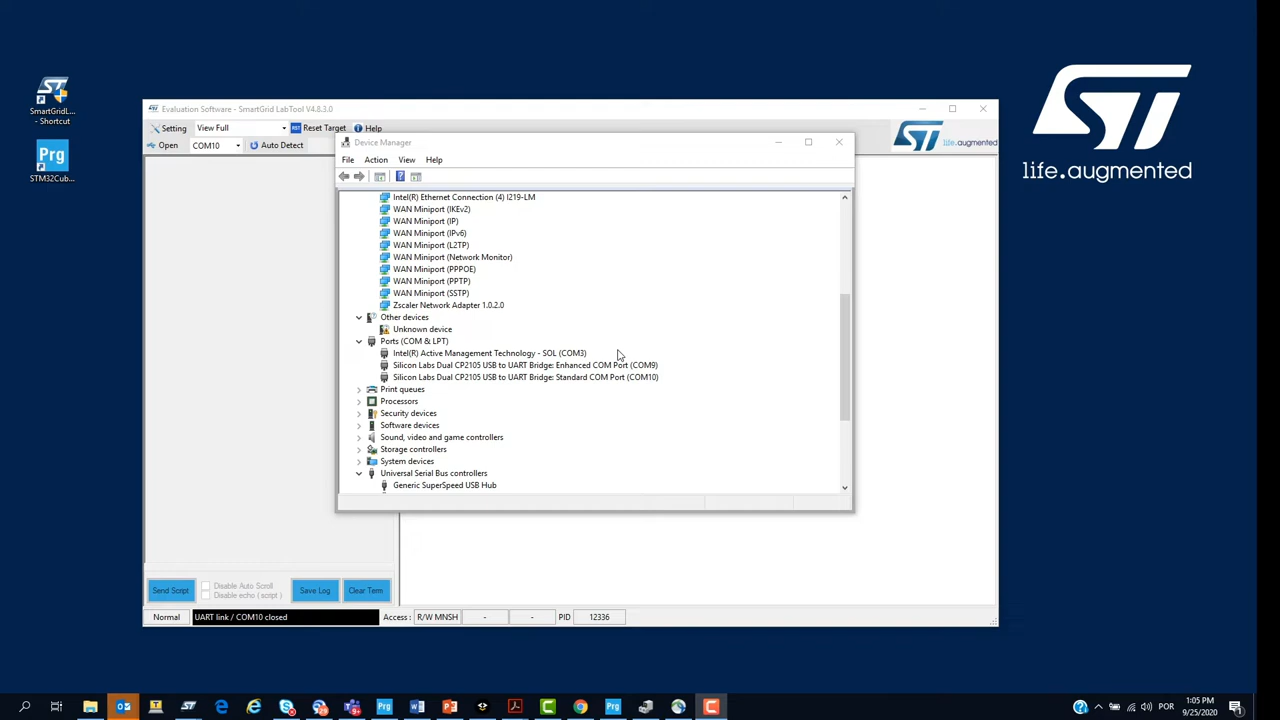 SmartGridL...
- Shortcut
Prg
STM32Cub...
Evaluation Software - SmartGrid LabTool V4.8.3.0
Setting View Full RST Reset Target Help
Open COM10 Auto Detect
life.augmented
Device Manager
File Action View Help
Intel(R) Ethernet Connection (4) I219-LM
WAN Miniport (IKEv2)
WAN Miniport (IP)
WAN Miniport (IPv6)
WAN Miniport (L2TP)
WAN Miniport (Network Monitor)
WAN Miniport (PPPOE)
WAN Miniport (PPTP)
WAN Miniport (SSTP)
Zscaler Network Adapter 1.0.2.0
Other devices
Unknown device
Ports (COM & LPT)
Intel(R) Active Management Technology - SOL (COM3)
Silicon Labs Dual CP2105 USB to UART Bridge: Enhanced COM Port (COM9)
Silicon Labs Dual CP2105 USB to UART Bridge: Standard COM Port (COM10)
Print queues
Processors
Security devices
Software devices
Sound, video and game controllers
Storage controllers
System devices
Universal Serial Bus controllers
Generic SuperSpeed USB Hub
Send Script Disable Auto Scroll Save Log Clear Term
Disable echo ( script )
Normal UART link / COM10 closed Access : R/W MNSH - - PID 12336
ST
life.augmented
Prg Prg POR 1:05 PM
9/25/2020